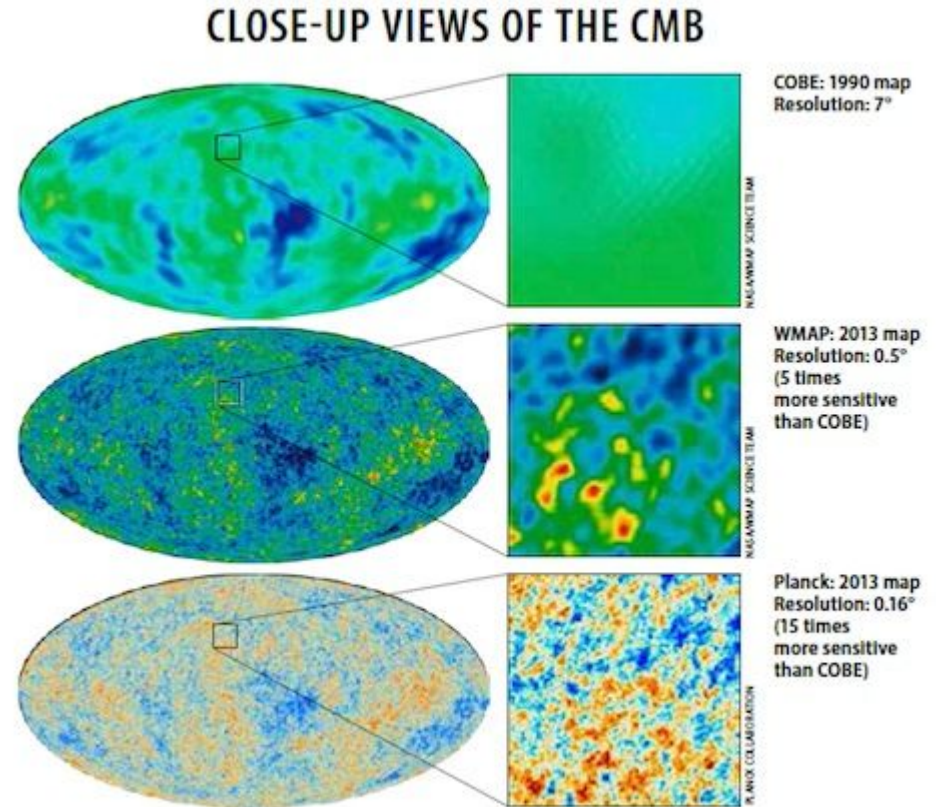 CLOSE-UP VIEWS OF THE CMB
COBE: 1990 map
Resolution: 7°
NASA/WMAP SCIENCE TEAM
WMAP: 2013 map
Resolution: 0.5°
(5 times
more sensitive
than COBE)
NASA/WMAP SCIENCE TEAM
Planck: 2013 map
Resolution: 0.16°
(15 times
more sensitive
than COBE)
PLANCK COLLABORATION